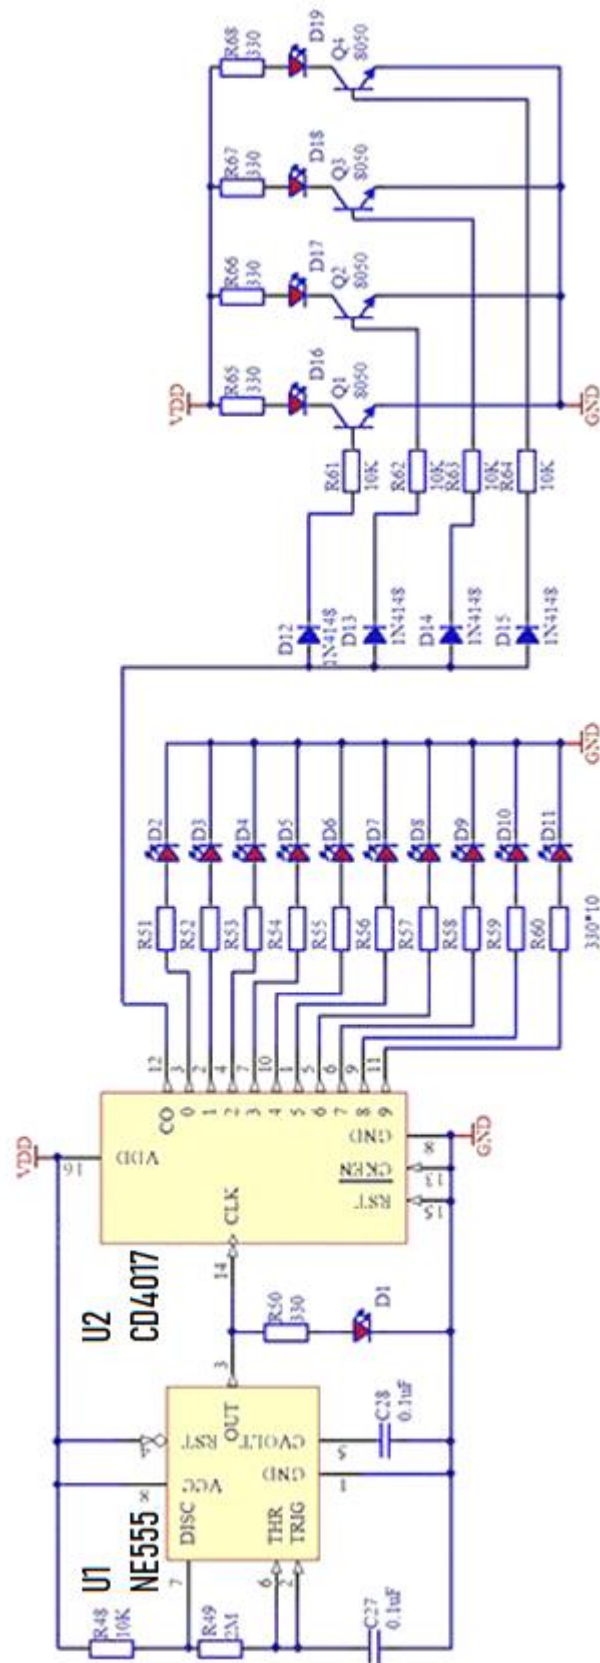 U1
NE555
R48
10K
R49
2M
C27
0.1uF
7
DISC
6
THR
2
TRIG
8
VCC
4
RST
3
OUT
5
CVOLT
1
GND
C28
0.1uF
R50
330
D1
U2
CD4017
VDD
16
VDD
14
CLK
15
RST
13
CKEN
8
GND
GND
CO
12
0
3
1
2
2
4
3
7
4
10
5
1
6
5
7
6
8
9
9
11
R51
D2
R52
D3
R53
D4
R54
D5
R55
D6
R56
D7
R57
D8
R58
D9
R59
D10
R60
D11
330*10
GND
D12
1N4148
D13
1N4148
D14
1N4148
D15
1N4148
R61
10K
R62
10K
R63
10K
R64
10K
VDD
R65
330
D16
Q1
8050
R66
330
D17
Q2
8050
R67
330
D18
Q3
8050
R68
330
D19
Q4
8050
GND